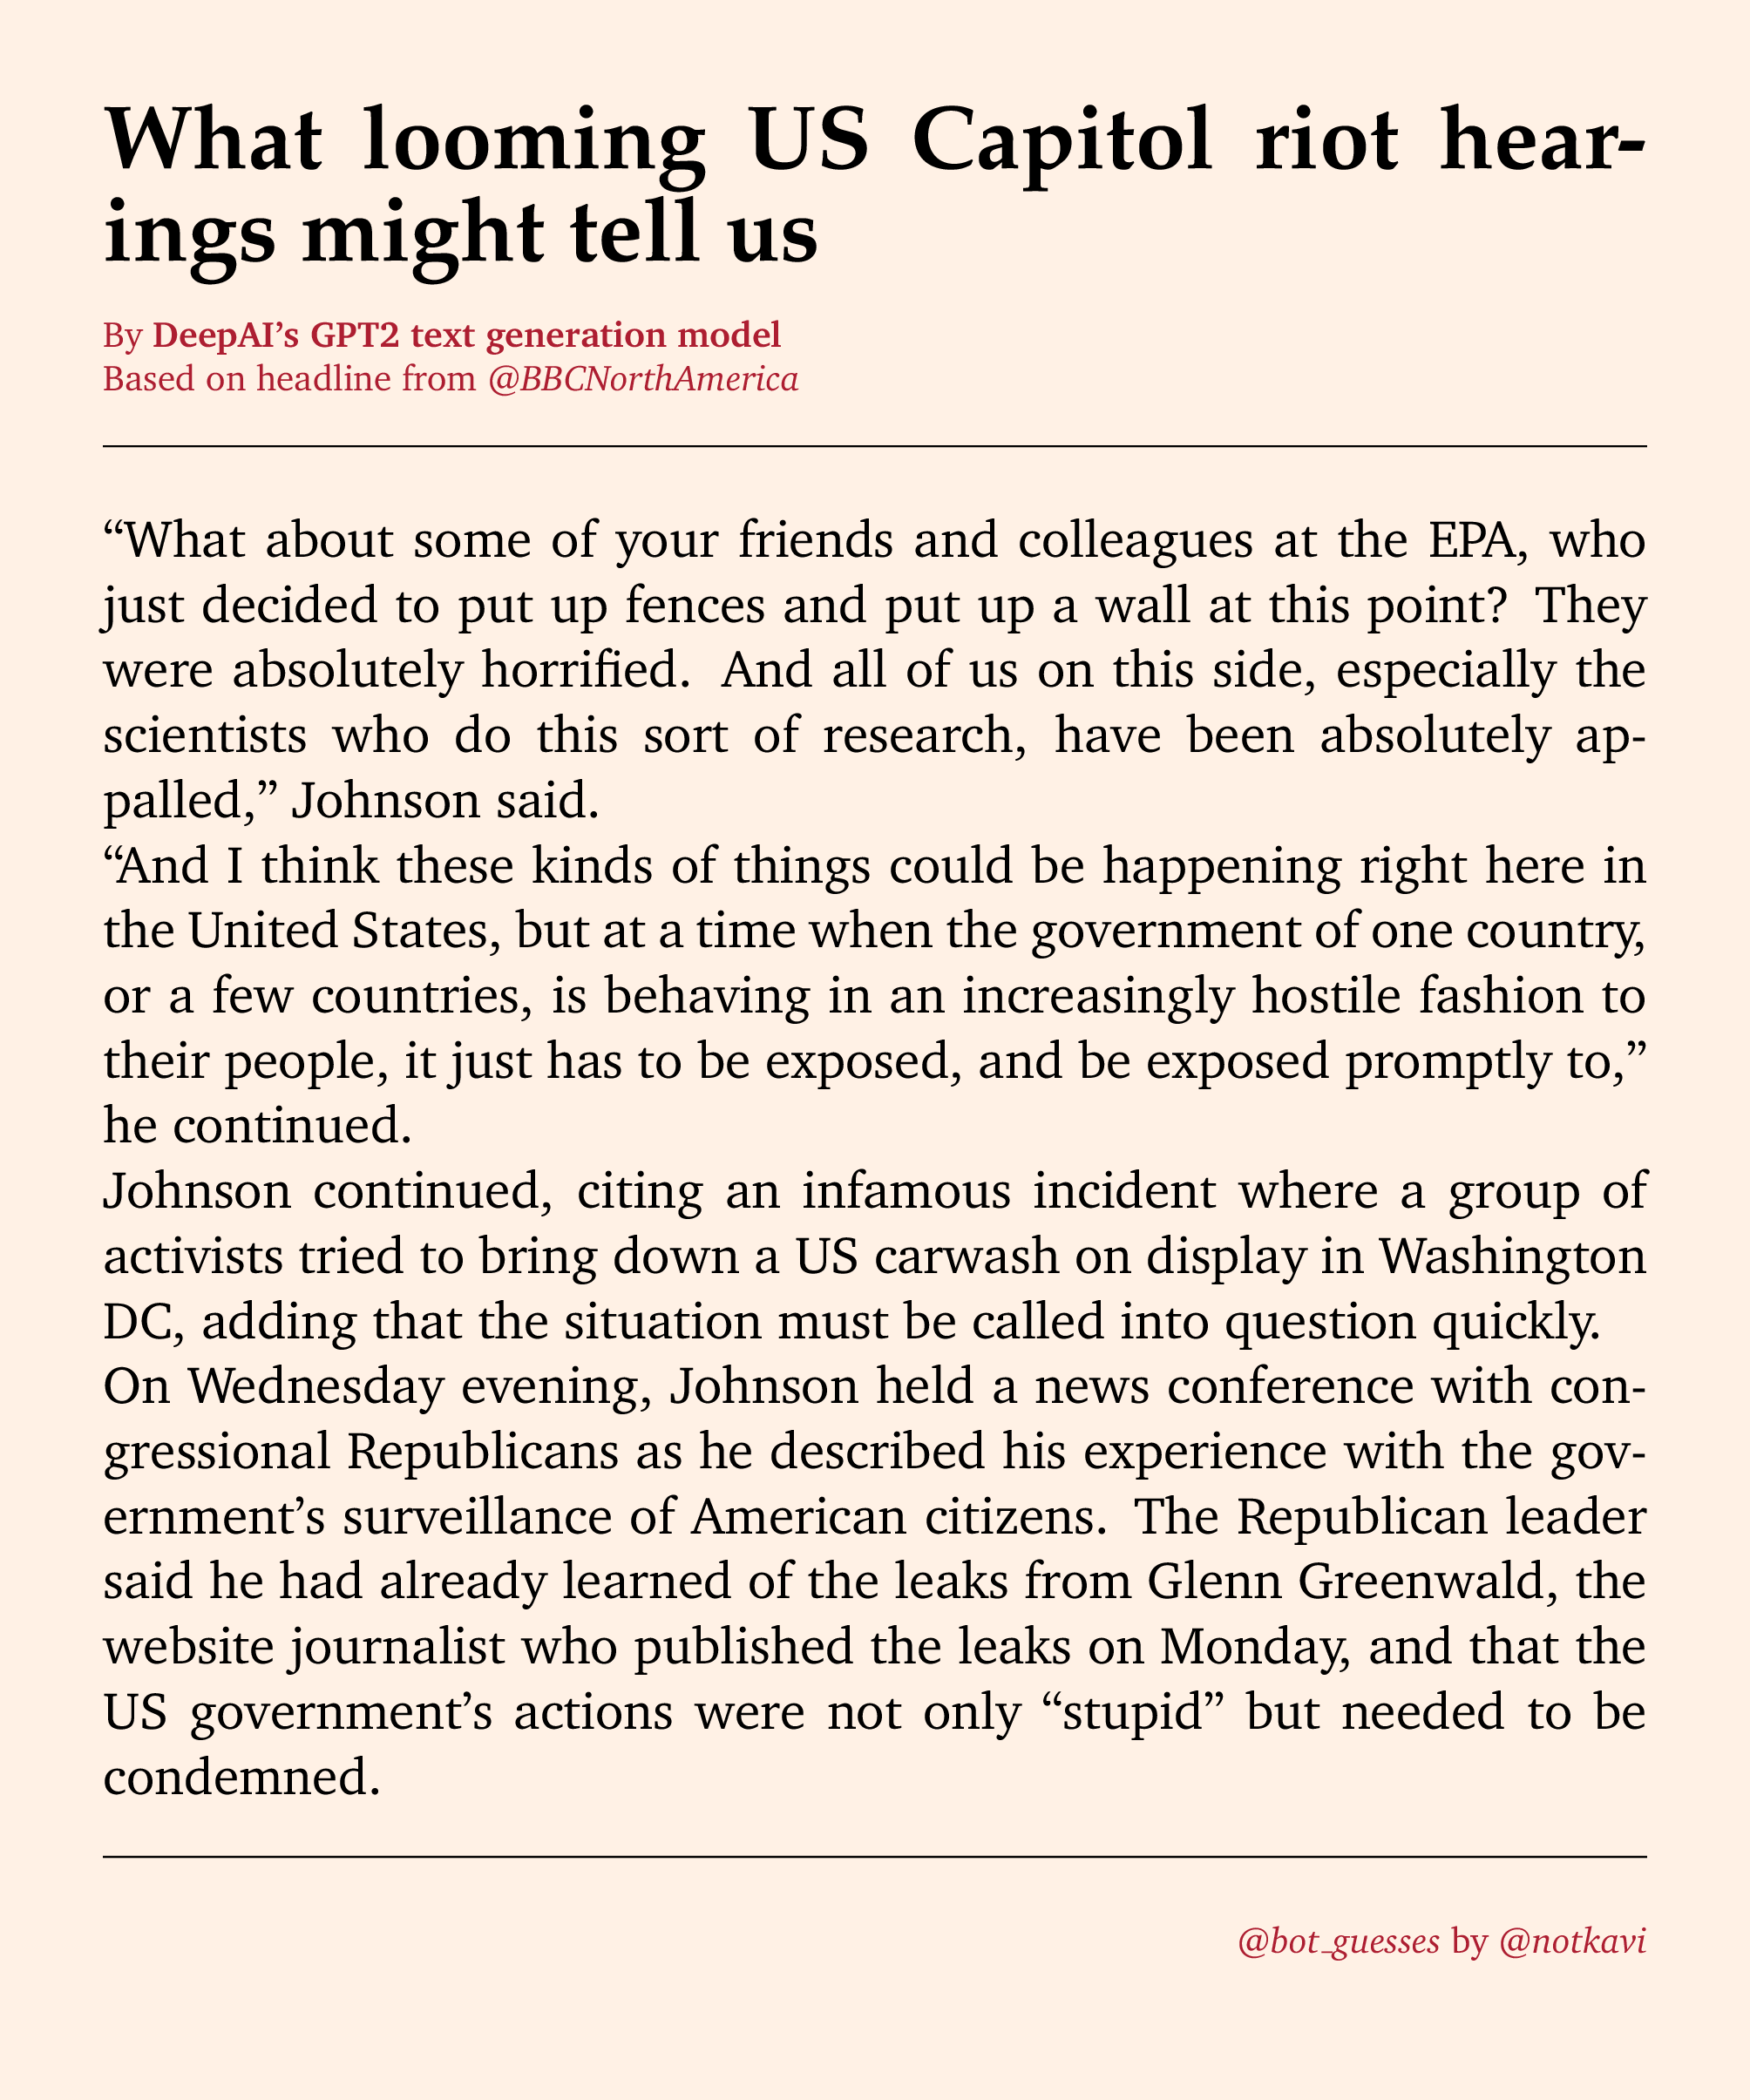 What looming US Capitol riot hear-
ings might tell us
By DeepAI’s GPT2 text generation model
Based on headline from @BBCNorthAmerica
“What about some of your friends and colleagues at the EPA, who
just decided to put up fences and put up a wall at this point? They
were absolutely horrified. And all of us on this side, especially the
scientists who do this sort of research, have been absolutely ap-
palled,” Johnson said.
“And I think these kinds of things could be happening right here in
the United States, but at a time when the government of one country,
or a few countries, is behaving in an increasingly hostile fashion to
their people, it just has to be exposed, and be exposed promptly to,”
he continued.
Johnson continued, citing an infamous incident where a group of
activists tried to bring down a US carwash on display in Washington
DC, adding that the situation must be called into question quickly.
On Wednesday evening, Johnson held a news conference with con-
gressional Republicans as he described his experience with the gov-
ernment’s surveillance of American citizens. The Republican leader
said he had already learned of the leaks from Glenn Greenwald, the
website journalist who published the leaks on Monday, and that the
US government’s actions were not only “stupid” but needed to be
condemned.
@bot_guesses by @notkavi